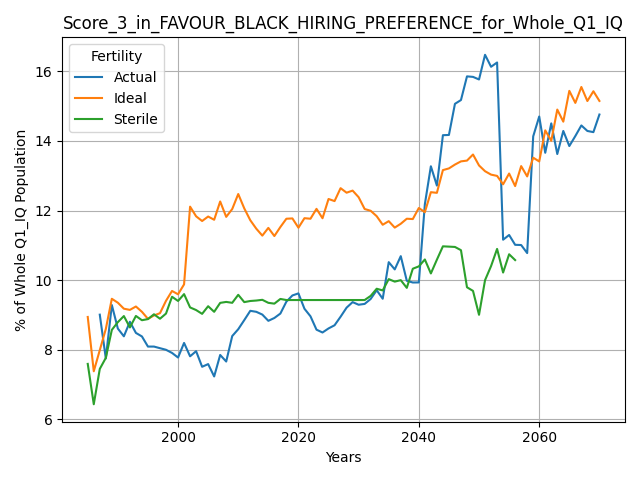 Score_3_in_FAVOUR_BLACK_HIRING_PREFERENCE_for_Whole_Q1_IQ
Fertility
Actual
Ideal
Sterile
% of Whole Q1_IQ Population
16
14
12
10
8
6
2000
2020
2040
2060
Years